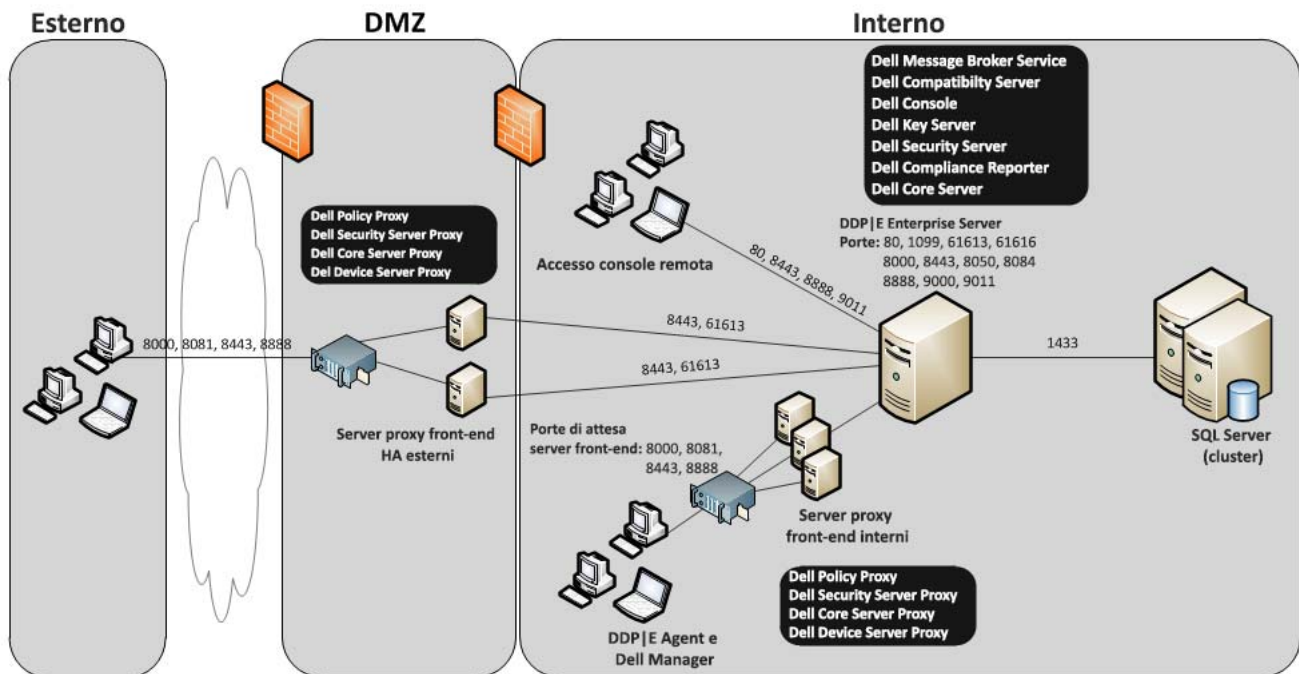 Esterno
DMZ
Interno
Dell Message Broker Service
Dell Compatibilty Server
Dell Console
Dell Key Server
Dell Security Server
Dell Compliance Reporter
Dell Core Server
DDP|E Enterprise Server
Porte: 80, 1099, 61613, 61616
8000, 8443, 8050, 8084
8888, 9000, 9011
Dell Policy Proxy
Dell Security Server Proxy
Dell Core Server Proxy
Del Device Server Proxy
Accesso console remota
80, 8443, 8888, 9011
8443, 61613
8443, 61613
1433
8000, 8081, 8443, 8888
Server proxy front-end
HA esterni
Porte di attesa
server front-end: 8000, 8081,
8443, 8888
SQL Server
(cluster)
Server proxy
front-end interni
Dell Policy Proxy
Dell Security Server Proxy
Dell Core Server Proxy
Dell Device Server Proxy
DDP|E Agent e
Dell Manager